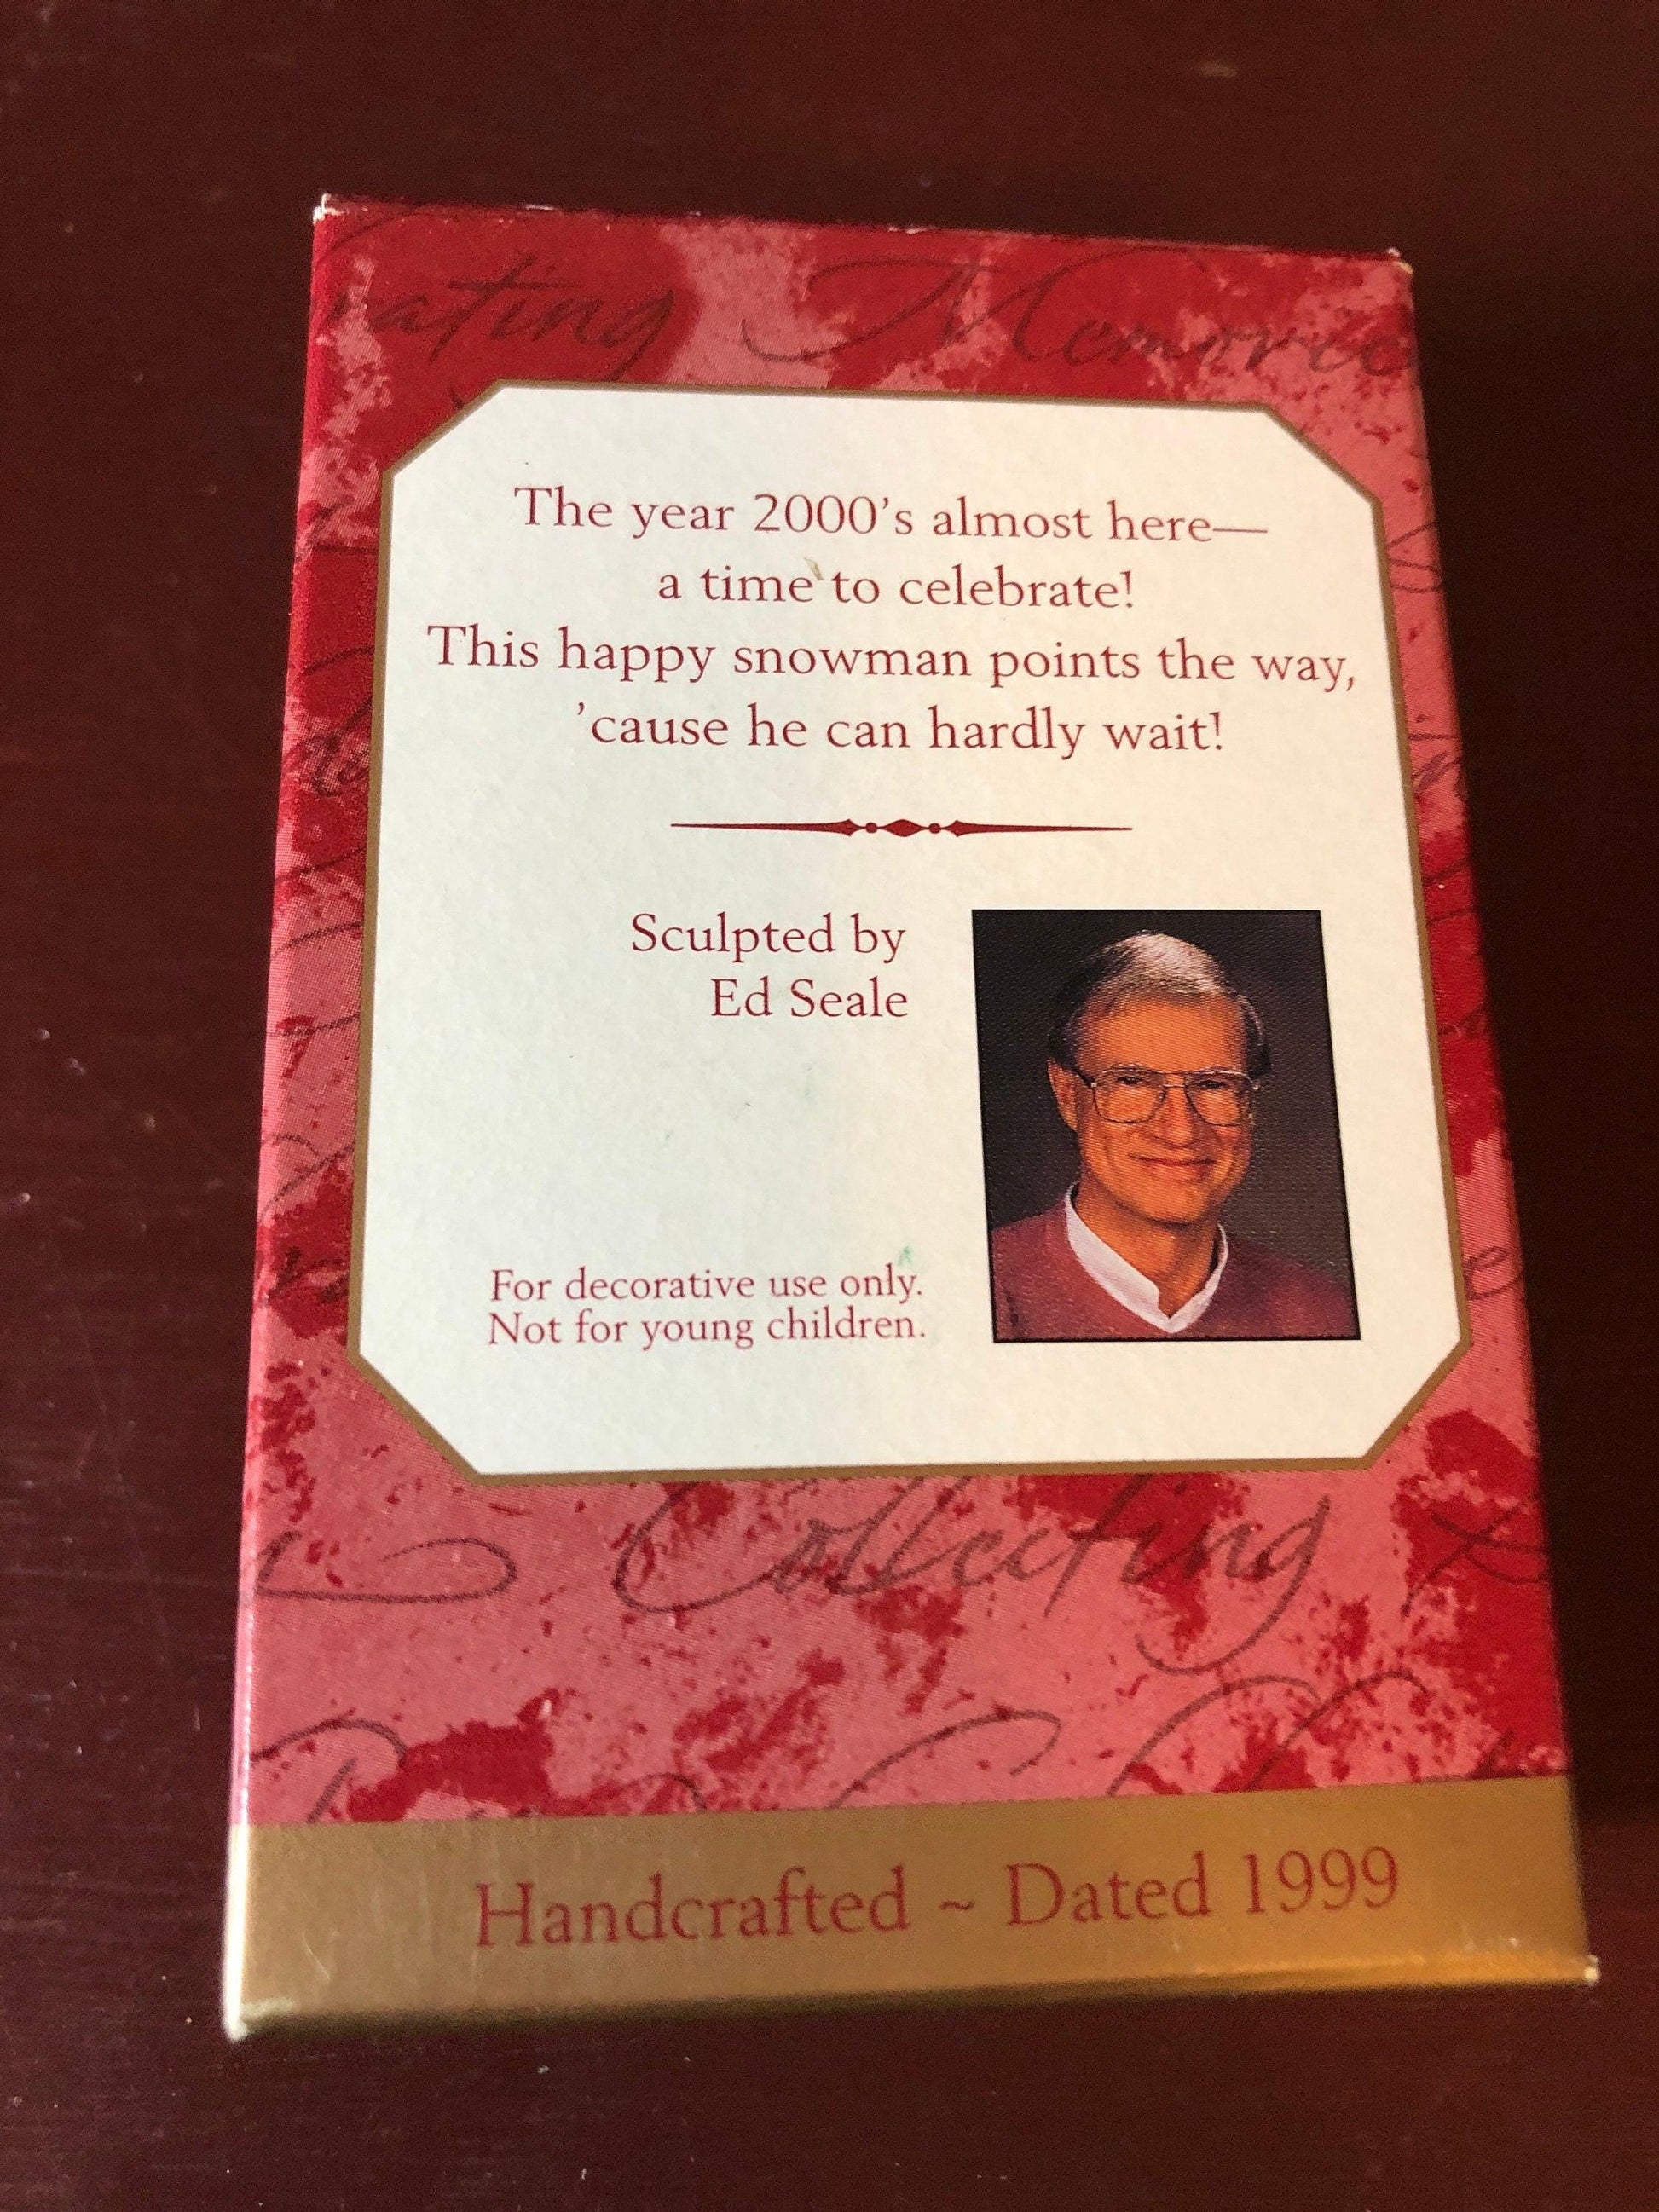 Memories
The year 2000's almost here—
a time to celebrate!
This happy snowman points the way,
'cause he can hardly wait!
Sculpted by
Ed Seale
For decorative use only.
Not for young children.
Collecting
Handcrafted ~ Dated 1999